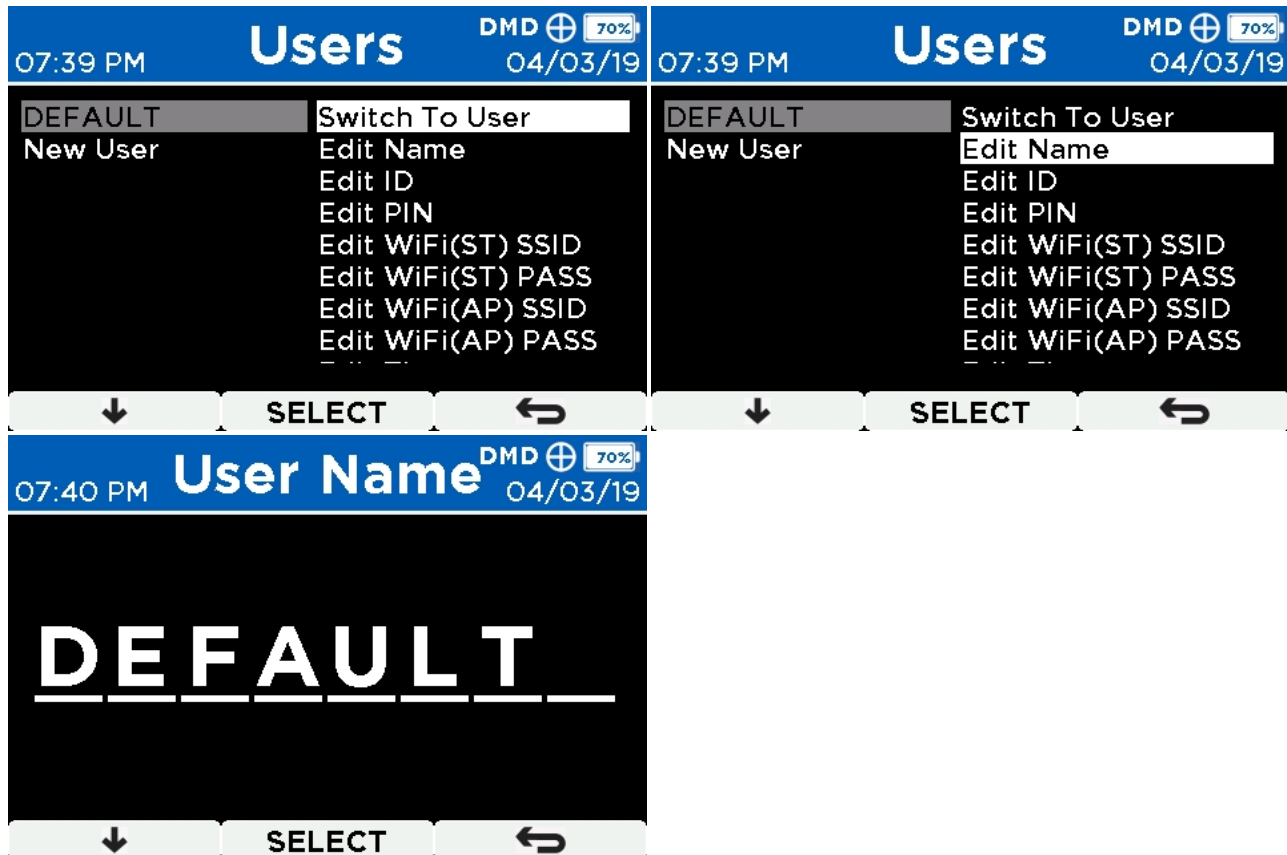 Users
DMD 70%
07:39 PM 04/03/19
DEFAULT Switch To User
New User Edit Name
Edit ID
Edit PIN
Edit WiFi(ST) SSID
Edit WiFi(ST) PASS
Edit WiFi(AP) SSID
Edit WiFi(AP) PASS
SELECT
Users
DMD 70%
07:39 PM 04/03/19
DEFAULT Switch To User
New User Edit Name
Edit ID
Edit PIN
Edit WiFi(ST) SSID
Edit WiFi(ST) PASS
Edit WiFi(AP) SSID
Edit WiFi(AP) PASS
SELECT
User Name
DMD 70%
07:40 PM 04/03/19
DEFAULT
SELECT